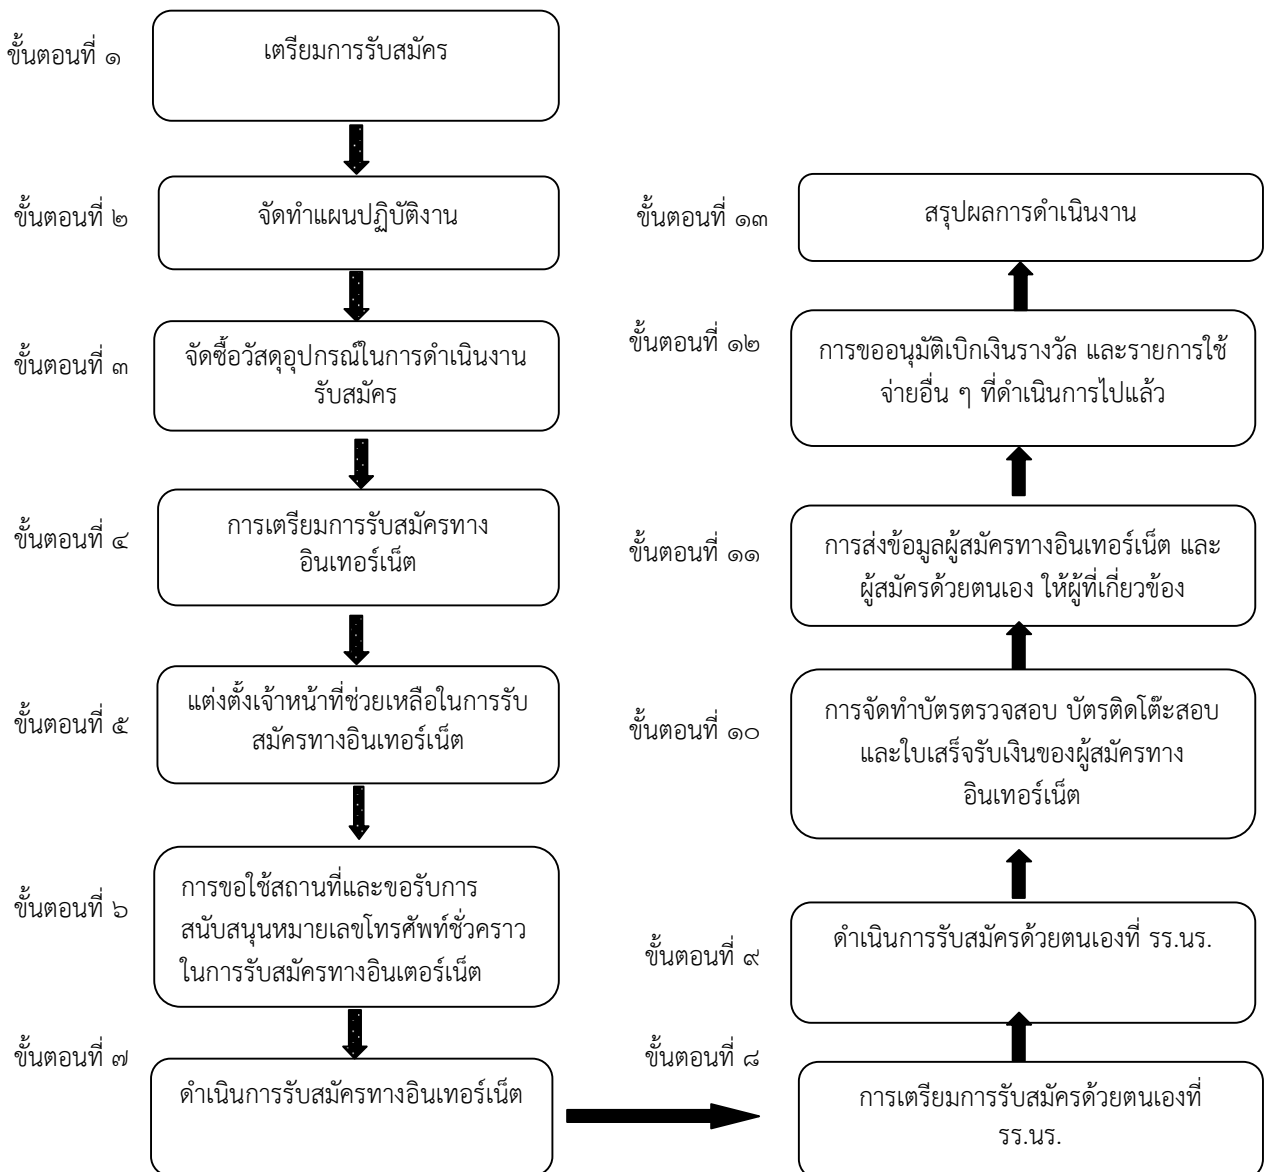 ขั้นตอนที่ ๑
เตรียมการรับสมัคร
ขั้นตอนที่ ๒
จัดทำแผนปฏิบัติงาน
ขั้นตอนที่ ๓
จัดซื้อวัสดุอุปกรณ์ในการดำเนินงาน
รับสมัคร
ขั้นตอนที่ ๔
การเตรียมการรับสมัครทาง
อินเทอร์เน็ต
ขั้นตอนที่ ๕
แต่งตั้งเจ้าหน้าที่ช่วยเหลือในการรับ
สมัครทางอินเทอร์เน็ต
ขั้นตอนที่ ๖
การขอใช้สถานที่และขอรับการ
สนับสนุนหมายเลขโทรศัพท์ชั่วคราว
ในการรับสมัครทางอินเตอร์เน็ต
ขั้นตอนที่ ๗
ดำเนินการรับสมัครทางอินเทอร์เน็ต
ขั้นตอนที่ ๘
การเตรียมการรับสมัครด้วยตนเองที่
รร.นร.
ขั้นตอนที่ ๙
ดำเนินการรับสมัครด้วยตนเองที่ รร.นร.
ขั้นตอนที่ ๑๐
การจัดทำบัตรตรวจสอบ บัตรติดโต๊ะสอบ
และใบเสร็จรับเงินของผู้สมัครทาง
อินเทอร์เน็ต
ขั้นตอนที่ ๑๑
การส่งข้อมูลผู้สมัครทางอินเทอร์เน็ต และ
ผู้สมัครด้วยตนเอง ให้ผู้ที่เกี่ยวข้อง
ขั้นตอนที่ ๑๒
การขออนุมัติเบิกเงินรางวัล และรายการใช้
จ่ายอื่น ๆ ที่ดำเนินการไปแล้ว
ขั้นตอนที่ ๑๓
สรุปผลการดำเนินงาน